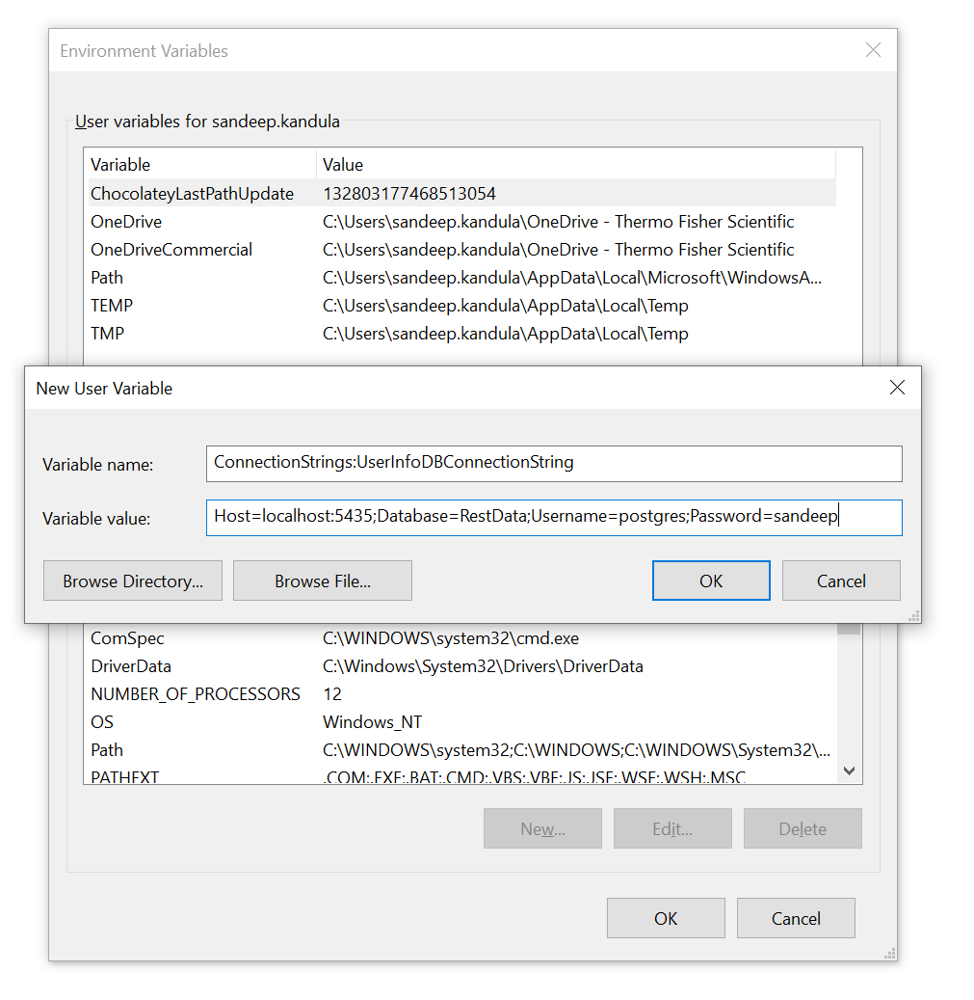 Environment Variables
User variables for sandeep.kandula
Variable Value
ChocolateyLastPathUpdate 132803177468513054
OneDrive C:\Users\sandeep.kandula\OneDrive - Thermo Fisher Scientific
OneDriveCommercial C:\Users\sandeep.kandula\OneDrive - Thermo Fisher Scientific
Path C:\Users\sandeep.kandula\AppData\Local\Microsoft\WindowsA...
TEMP C:\Users\sandeep.kandula\AppData\Local\Temp
TMP C:\Users\sandeep.kandula\AppData\Local\Temp
New User Variable
Variable name: ConnectionStrings:UserInfoDBConnectionString
Variable value: Host=localhost:5435;Database=RestData;Username=postgres;Password=sandeep
Browse Directory... Browse File... OK Cancel
ComSpec C:\WINDOWS\system32\cmd.exe
DriverData C:\Windows\System32\Drivers\DriverData
NUMBER_OF_PROCESSORS 12
OS Windows_NT
Path C:\WINDOWS\system32;C:\WINDOWS;C:\WINDOWS\System32\...
PATHEXT .COM;.EXE;.BAT;.CMD;.VBS;.VBE;.JS;.JSE;.WSF;.WSH;.MSC
New... Edit... Delete
OK Cancel